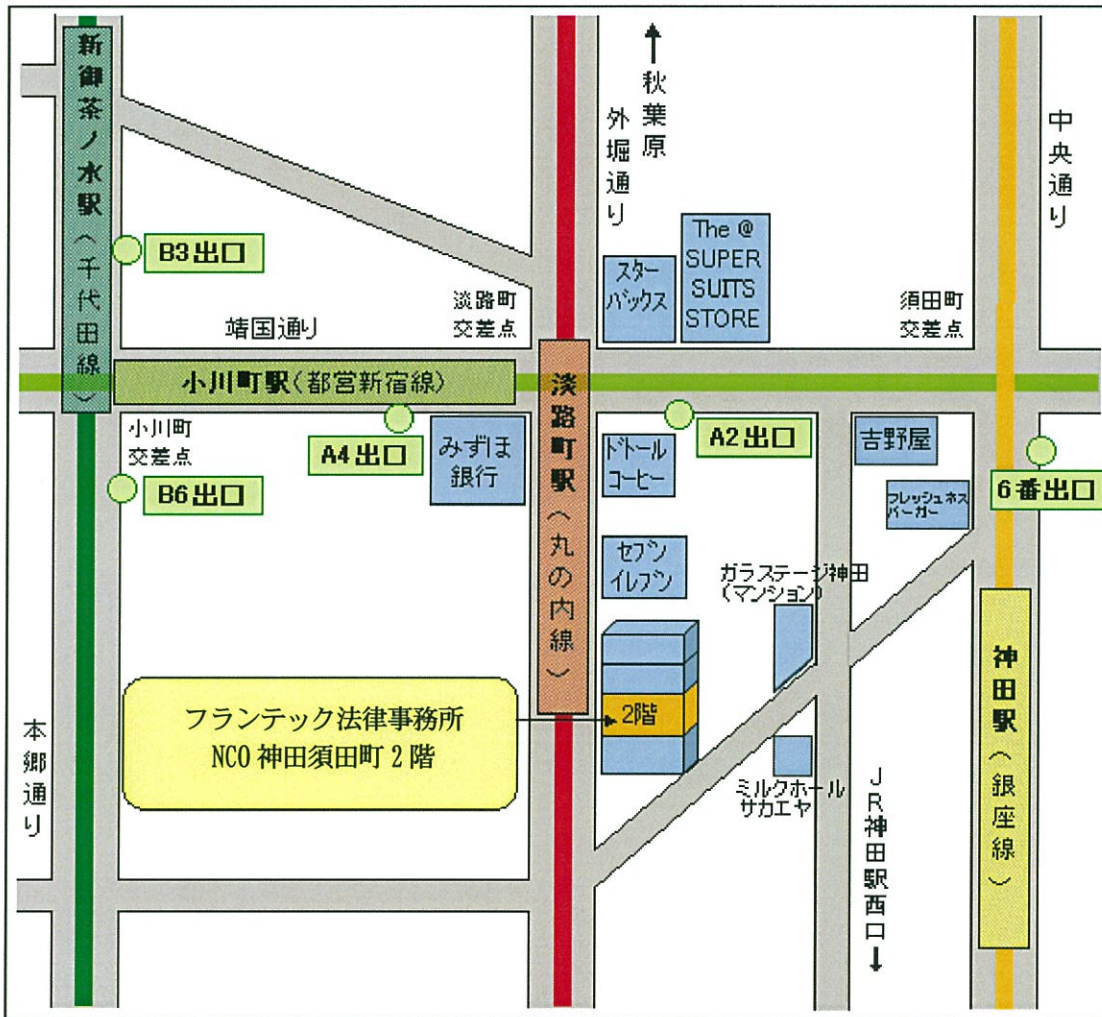 新御茶ノ水駅(千代田線)
↑秋葉原
外堀通り
中央通り
B3出口
スター
バックス
The @
SUPER
SUITS
STORE
淡路町
交差点
須田町
交差点
靖国通り
小川町駅(都営新宿線)
淡路町駅(丸の内線)
小川町
交差点
A4出口
みずほ
銀行
ドトール
コーヒー
A2出口
吉野屋
6番出口
B6出口
フレッシュネス
バーガー
セブン
イレブン
ガラステージ神田
(マンション)
神田駅(銀座線)
フランテック法律事務所
NCO 神田須田町 2 階
2階
本郷通り
ミルクホール
サカエヤ
JR神田駅西口↓